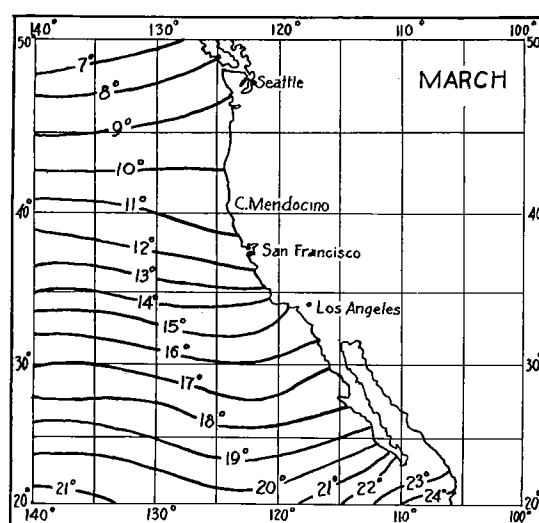 140° 130° 120° 110° 100°
50° 50°
7°
Seattle MARCH
8°
9°
10°
11° C. Mendocino
40° 40°
12° San Francisco
13°
14° Los Angeles
15°
16°
30° 30°
17°
18°
19°
21° 20° 21° 22° 23°
24°
20° 20°
140° 130° 120° 110° 100°